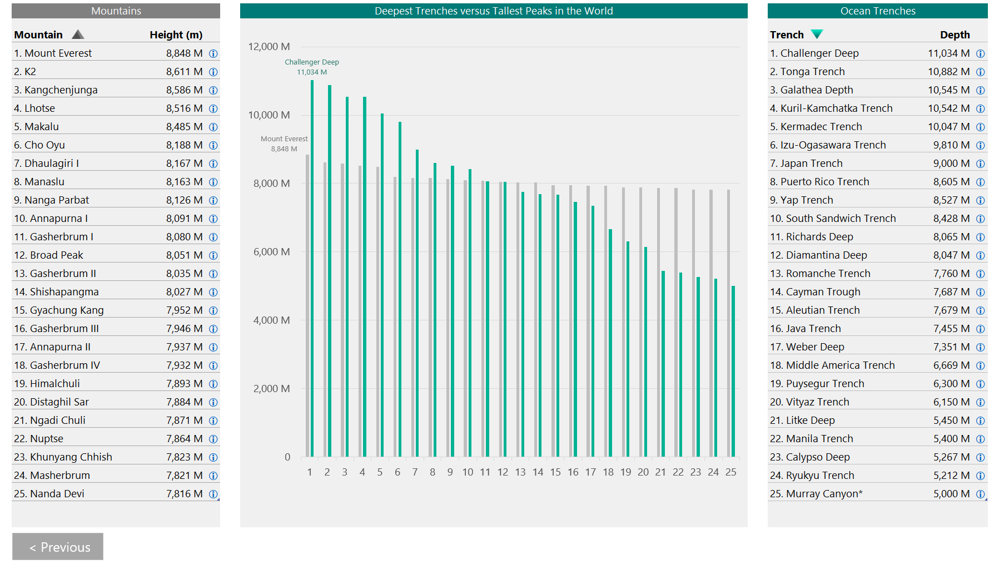 Mountains
Mountain Height (m)
1. Mount Everest 8,848 M
2. K2 8,611 M
3. Kangchenjunga 8,586 M
4. Lhotse 8,516 M
5. Makalu 8,485 M
6. Cho Oyu 8,188 M
7. Dhaulagiri I 8,167 M
8. Manaslu 8,163 M
9. Nanga Parbat 8,126 M
10. Annapurna I 8,091 M
11. Gasherbrum I 8,080 M
12. Broad Peak 8,051 M
13. Gasherbrum II 8,035 M
14. Shishapangma 8,027 M
15. Gyachung Kang 7,952 M
16. Gasherbrum III 7,946 M
17. Annapurna II 7,937 M
18. Gasherbrum IV 7,932 M
19. Himalchuli 7,893 M
20. Distaghil Sar 7,884 M
21. Ngadi Chuli 7,871 M
22. Nuptse 7,864 M
23. Khunyang Chhish 7,823 M
24. Masherbrum 7,821 M
25. Nanda Devi 7,816 M
Deepest Trenches versus Tallest Peaks in the World
12,000 M
Challenger Deep
11,034 M
10,000 M
Mount Everest
8,848 M
8,000 M
6,000 M
4,000 M
2,000 M
0
1 2 3 4 5 6 7 8 9 10 11 12 13 14 15 16 17 18 19 20 21 22 23 24 25
Ocean Trenches
Trench Depth
1. Challenger Deep 11,034 M
2. Tonga Trench 10,882 M
3. Galathea Depth 10,545 M
4. Kuril-Kamchatka Trench 10,542 M
5. Kermadec Trench 10,047 M
6. Izu-Ogasawara Trench 9,810 M
7. Japan Trench 9,000 M
8. Puerto Rico Trench 8,605 M
9. Yap Trench 8,527 M
10. South Sandwich Trench 8,428 M
11. Richards Deep 8,065 M
12. Diamantina Deep 8,047 M
13. Romanche Trench 7,760 M
14. Cayman Trough 7,687 M
15. Aleutian Trench 7,679 M
16. Java Trench 7,455 M
17. Weber Deep 7,351 M
18. Middle America Trench 6,669 M
19. Puysegur Trench 6,300 M
20. Vityaz Trench 6,150 M
21. Litke Deep 5,450 M
22. Manila Trench 5,400 M
23. Calypso Deep 5,267 M
24. Ryukyu Trench 5,212 M
25. Murray Canyon* 5,000 M
< Previous